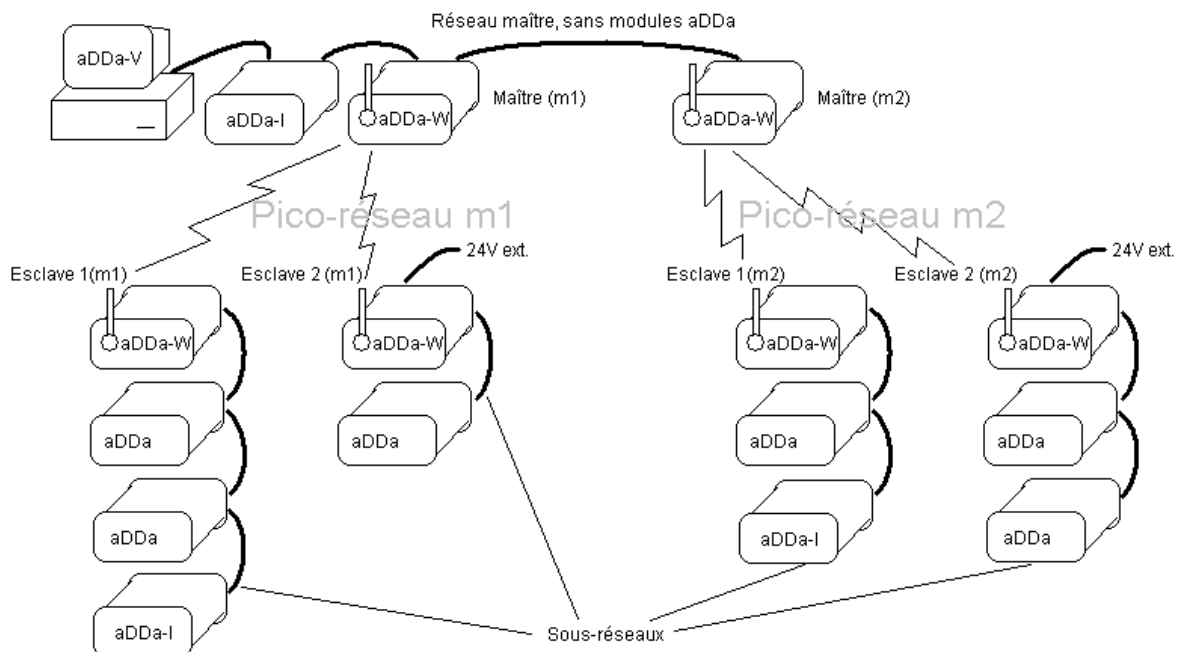 Réseau maître, sans modules aDDa
aDDa-V
aDDa-I
aDDa-W
Maître (m1)
aDDa-W
Maître (m2)
Pico-réseau m1
Pico-réseau m2
24V ext.
24V ext.
Esclave 1(m1)
Esclave 2 (m1)
Esclave 1(m2)
Esclave 2 (m2)
aDDa-W
aDDa-W
aDDa-W
aDDa-W
aDDa
aDDa
aDDa
aDDa
aDDa
aDDa-I
aDDa
aDDa-I
Sous-réseaux